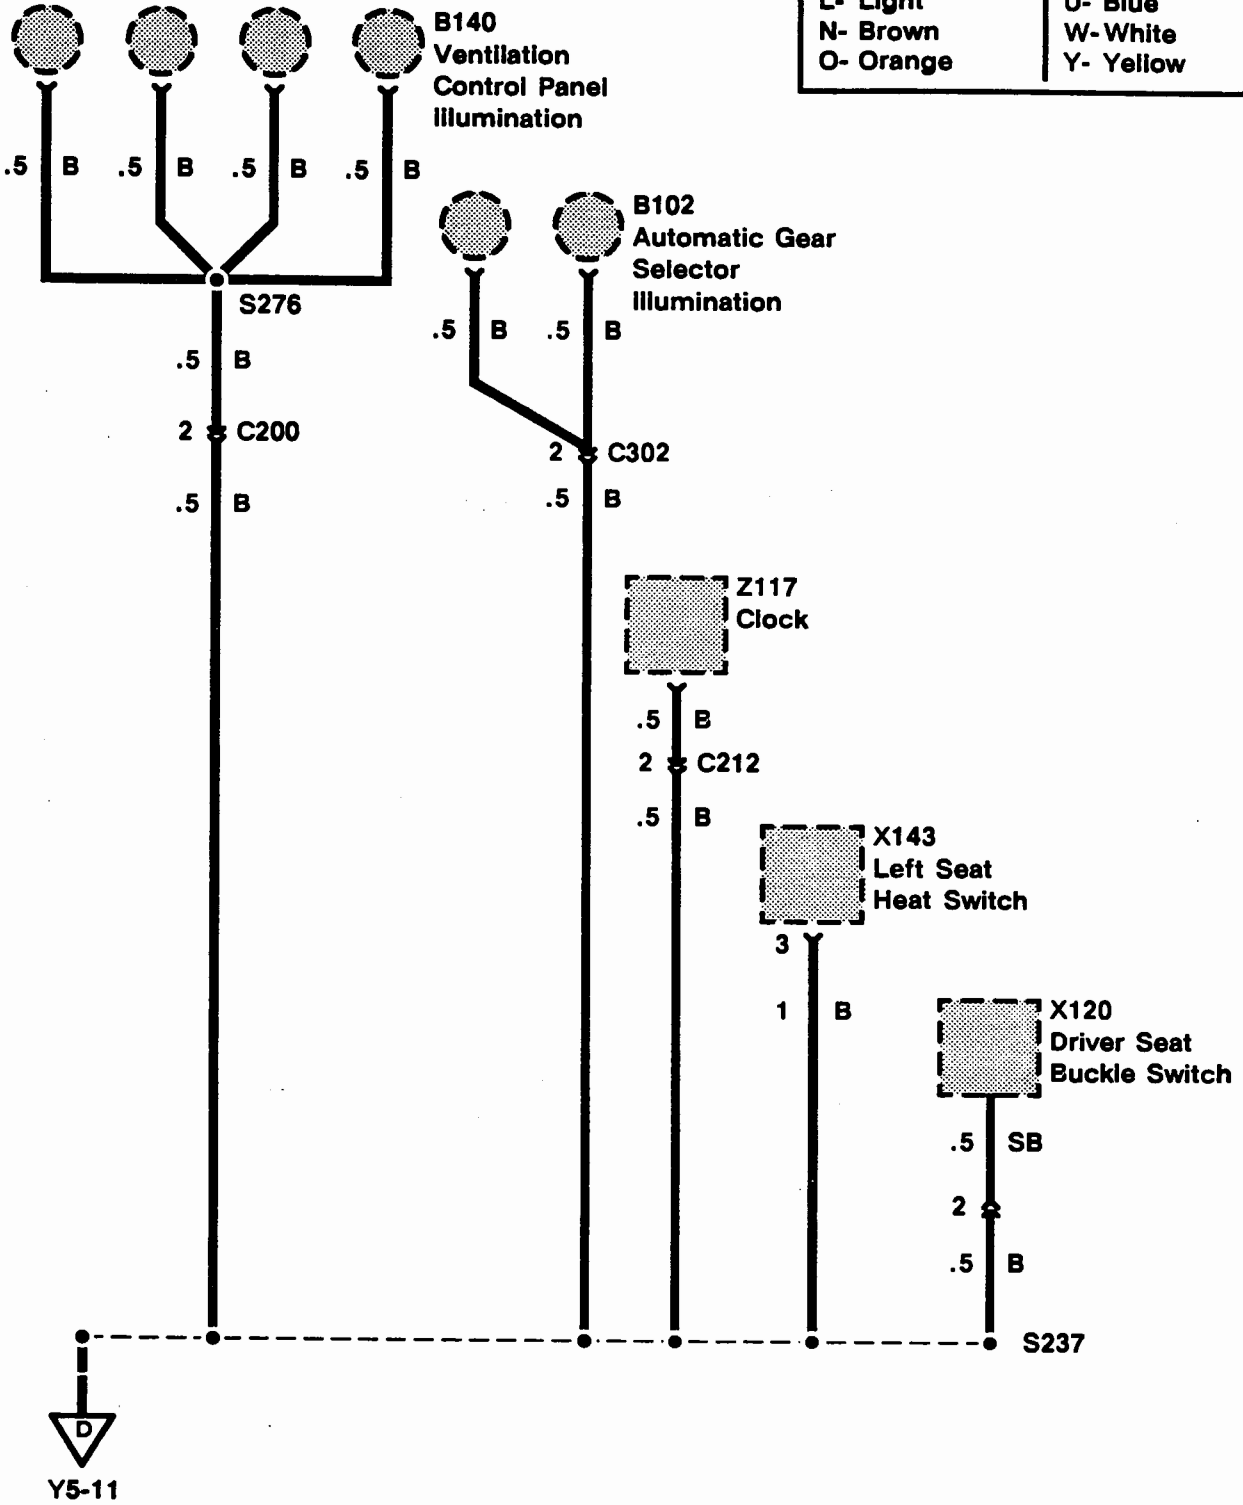 L- Light
U- Blue
N- Brown
W- White
O- Orange
Y- Yellow
B140
Ventilation
Control Panel
Illumination
.5 B .5 B .5 B .5 B
B102
Automatic Gear
Selector
Illumination
S276
.5 B .5 B
.5 B
2 C200
2 C302
.5 B
.5 B
Z117
Clock
.5 B
2 C212
.5 B
X143
Left Seat
Heat Switch
3
1 B
X120
Driver Seat
Buckle Switch
.5 SB
2
.5 B
S237
D
Y5-11